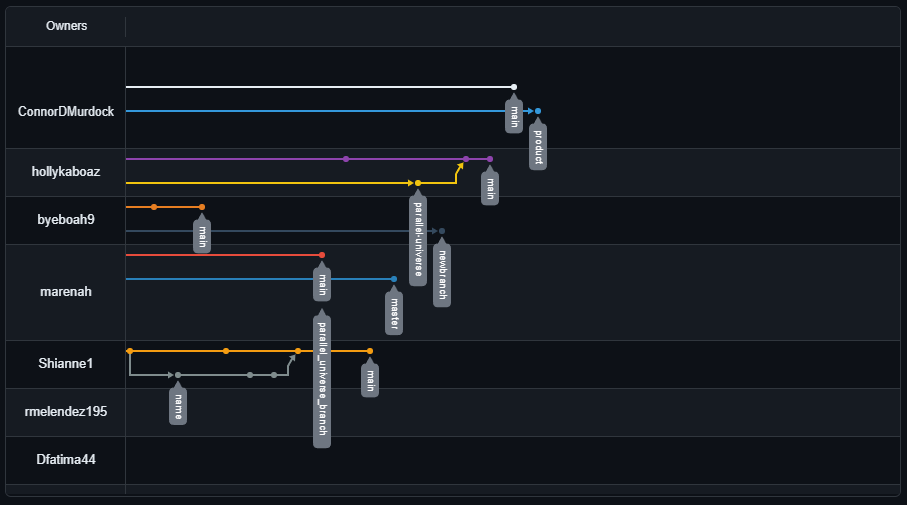 Owners
ConnorDMurdock
main
product
hollykaboaz
main
parallel-universe
byeboah9
main
newbranch
marenah
main
master
parallel_universe_branch
Shianne1
main
name
rmelendez195
Dfatima44